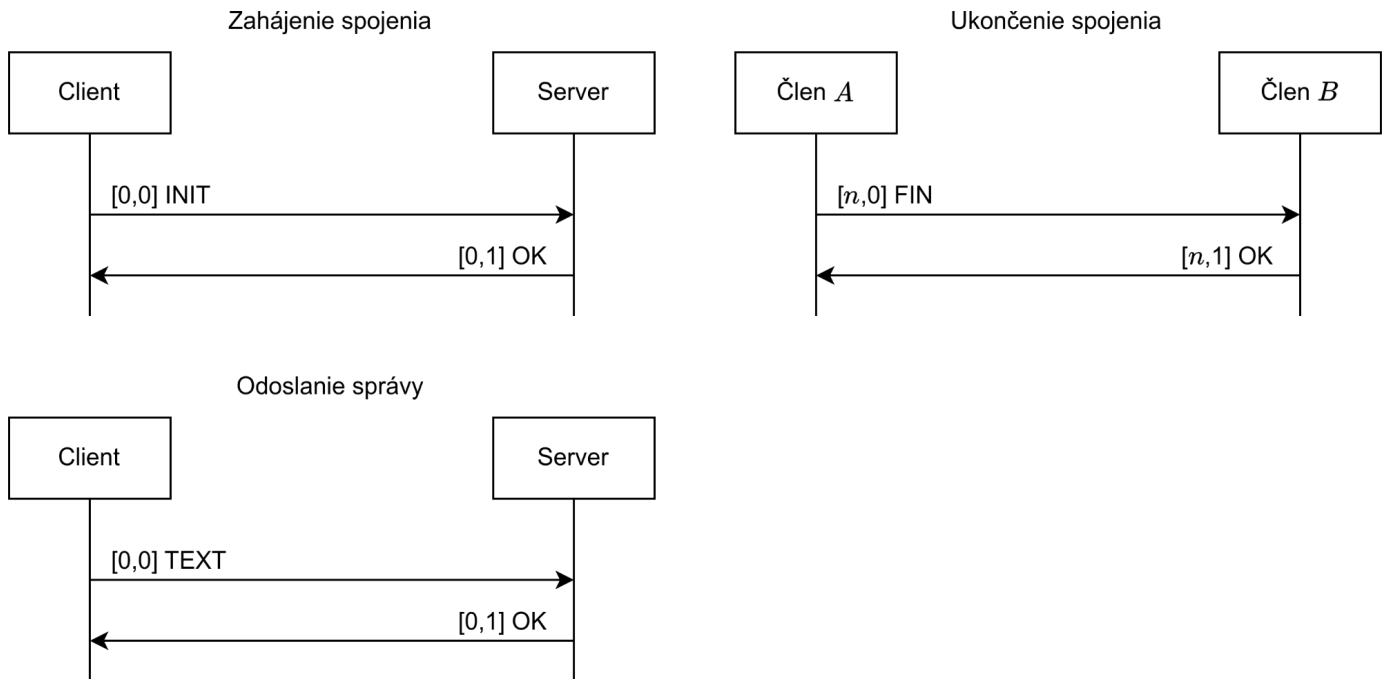 Zahájenie spojenia
Client
Server
[0,0] INIT
[0,1] OK
Ukončenie spojenia
Člen A
Člen B
[n,0] FIN
[n,1] OK
Odoslanie správy
Client
Server
[0,0] TEXT
[0,1] OK